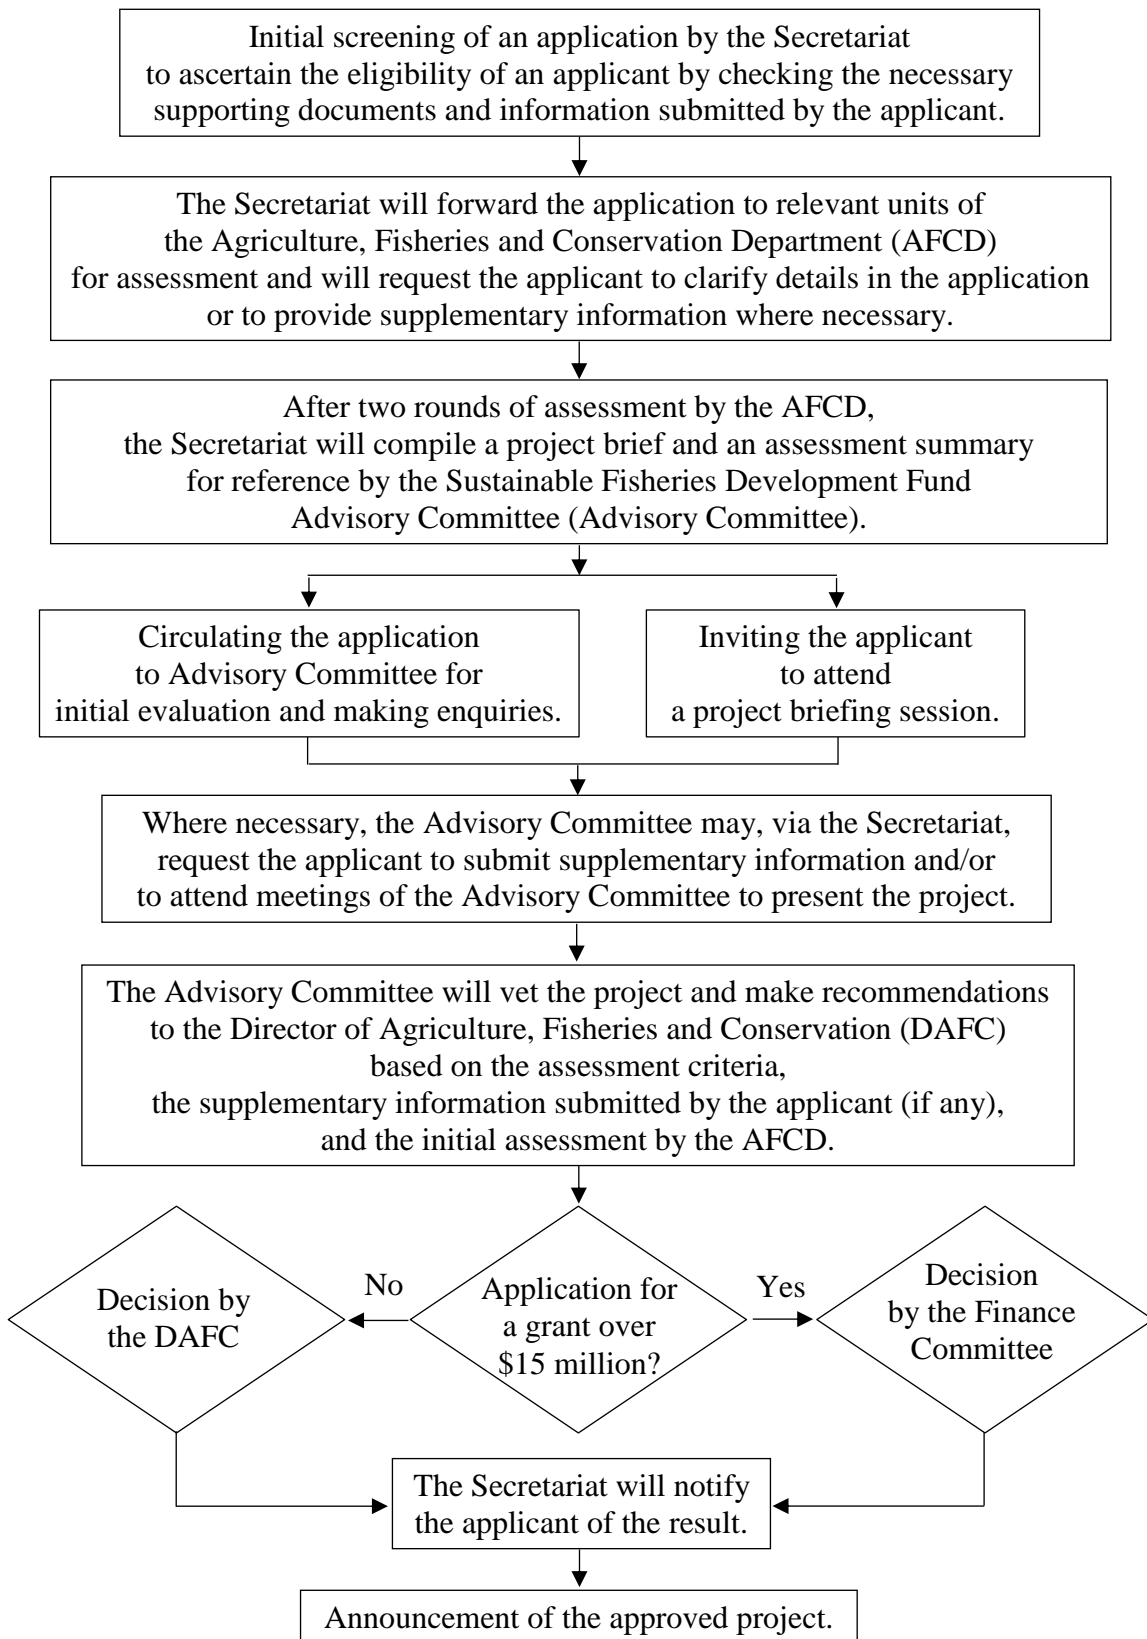 Initial screening of an application by the Secretariat
to ascertain the eligibility of an applicant by checking the necessary
supporting documents and information submitted by the applicant.
The Secretariat will forward the application to relevant units of
the Agriculture, Fisheries and Conservation Department (AFCD)
for assessment and will request the applicant to clarify details in the application
or to provide supplementary information where necessary.
After two rounds of assessment by the AFCD,
the Secretariat will compile a project brief and an assessment summary
for reference by the Sustainable Fisheries Development Fund
Advisory Committee (Advisory Committee).
Circulating the application
to Advisory Committee for
initial evaluation and making enquiries.
Inviting the applicant
to attend
a project briefing session.
Where necessary, the Advisory Committee may, via the Secretariat,
request the applicant to submit supplementary information and/or
to attend meetings of the Advisory Committee to present the project.
The Advisory Committee will vet the project and make recommendations
to the Director of Agriculture, Fisheries and Conservation (DAFC)
based on the assessment criteria,
the supplementary information submitted by the applicant (if any),
and the initial assessment by the AFCD.
Decision by
the DAFC
No
Application for
a grant over
$15 million?
Yes
Decision
by the Finance
Committee
The Secretariat will notify
the applicant of the result.
Announcement of the approved project.